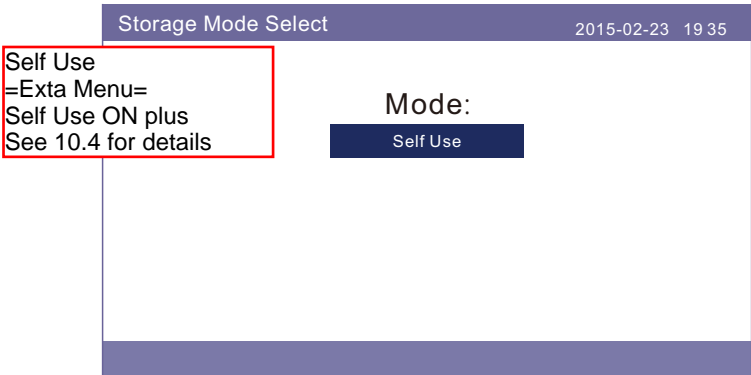 Storage Mode Select
2015-02-23 19 35
Self Use
=Exta Menu=
Self Use ON plus
See 10.4 for details
Mode:
Self Use